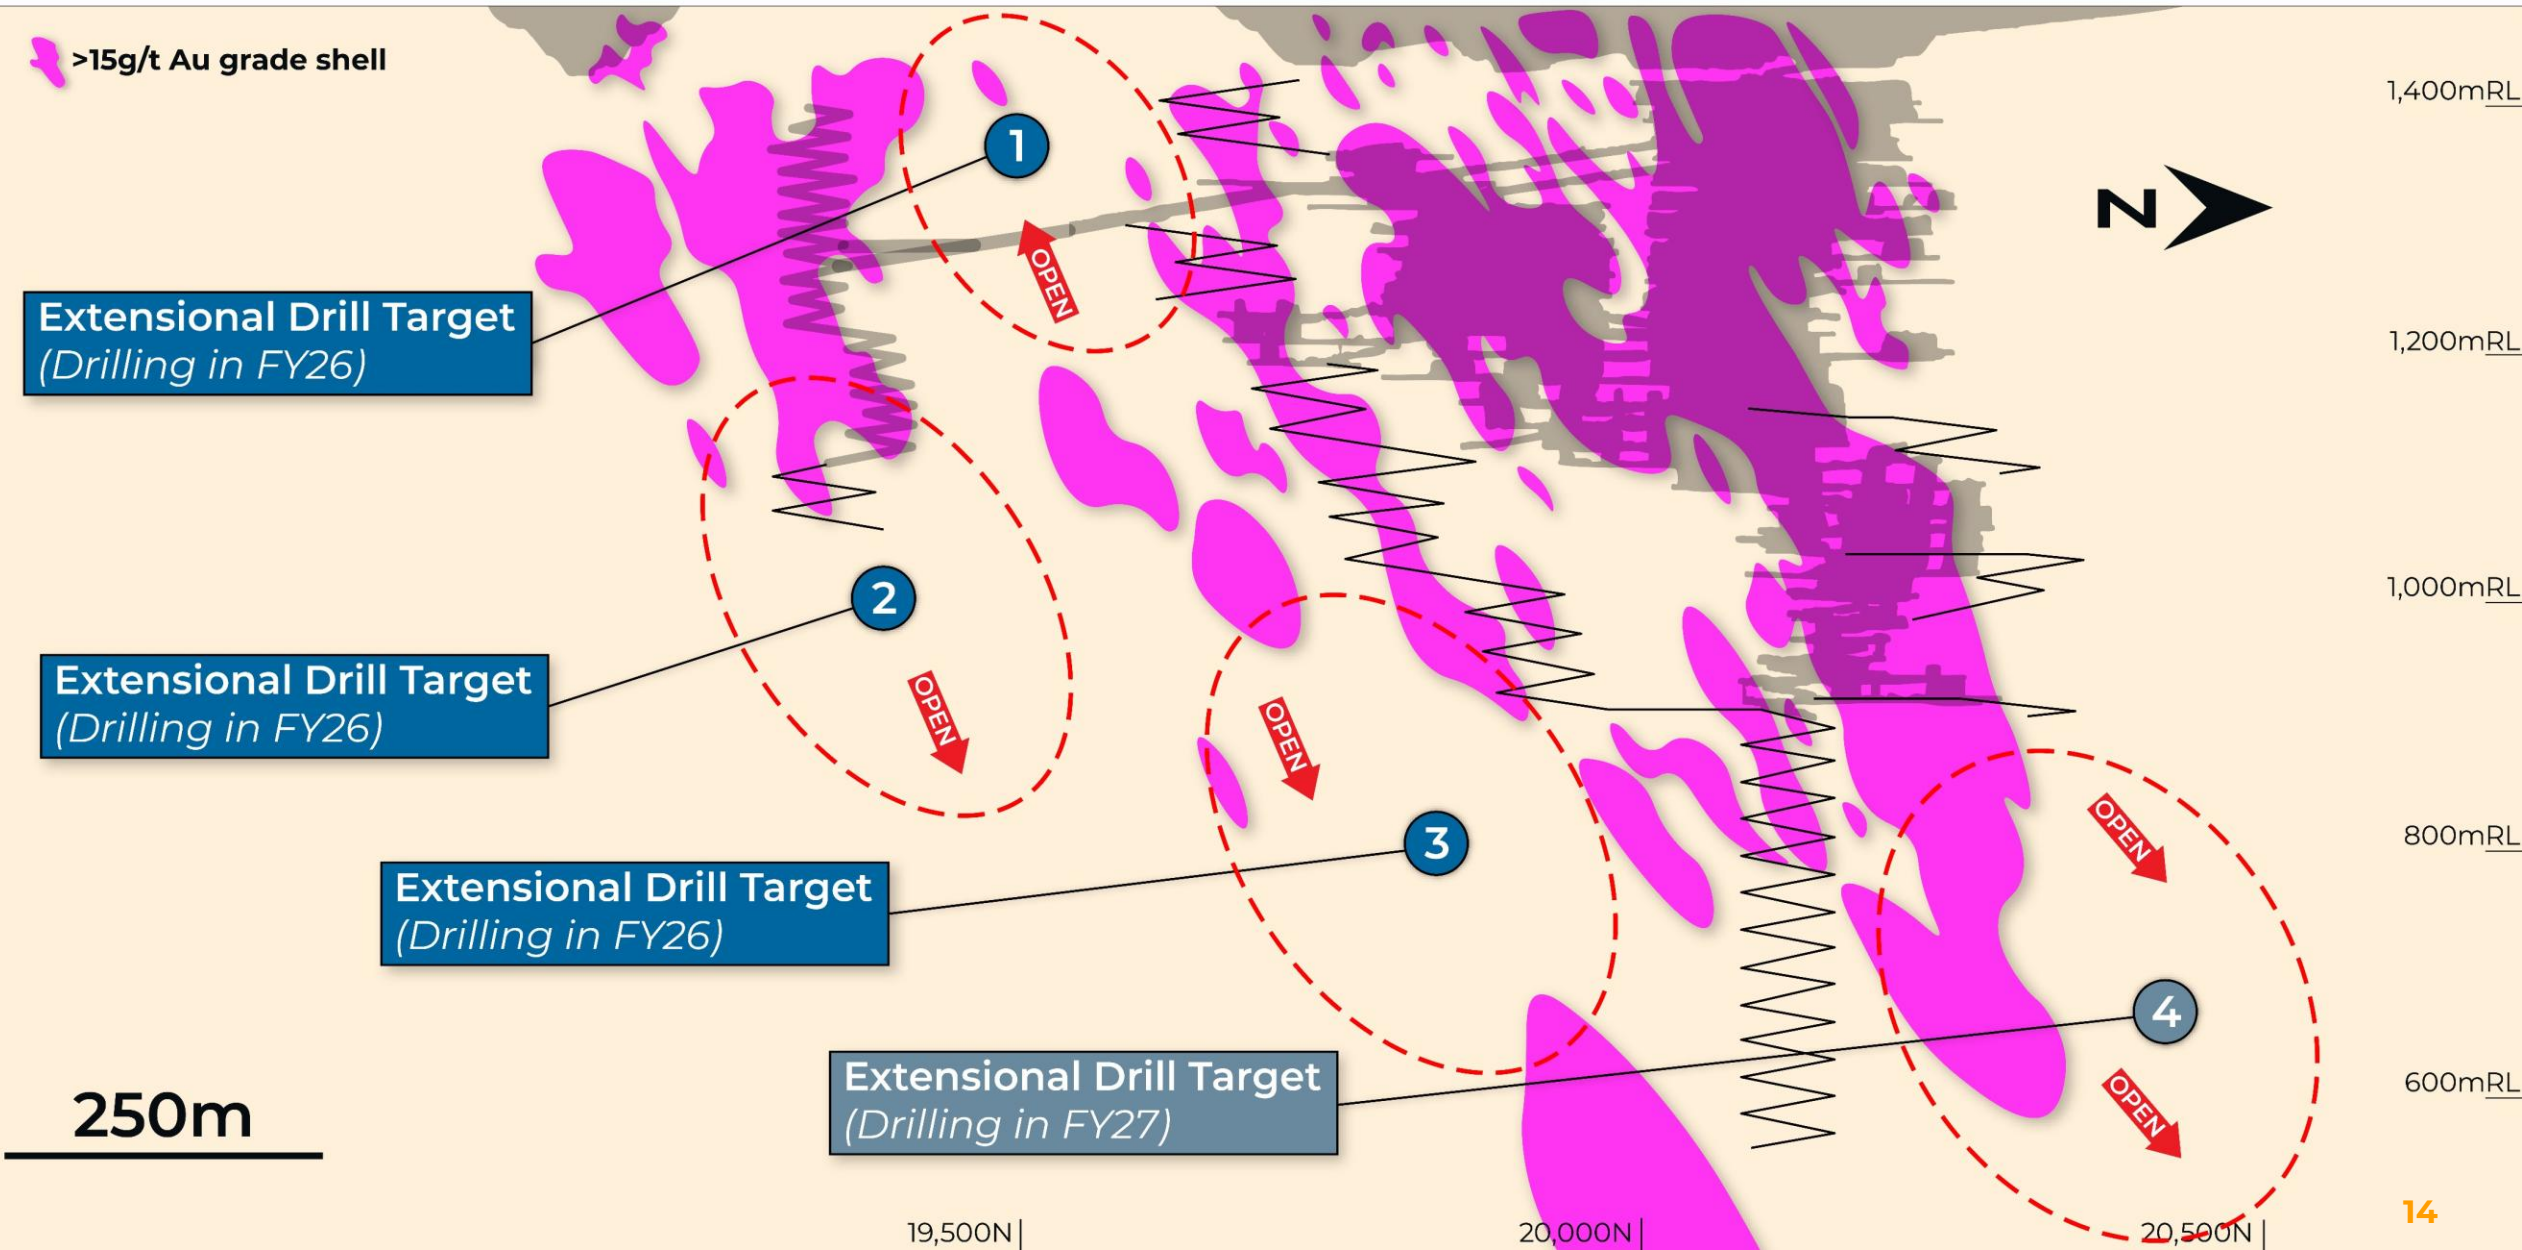 >15g/t Au grade shell
1
1,400mRL
N
OPEN
Extensional Drill Target
(Drilling in FY26)
1,200mRL
2
1,000mRL
Extensional Drill Target
(Drilling in FY26)
OPEN
OPEN
3
OPEN
800mRL
Extensional Drill Target
(Drilling in FY26)
4
Extensional Drill Target
(Drilling in FY27)
OPEN
600mRL
250m
14
19,500N
20,000N
20,500N